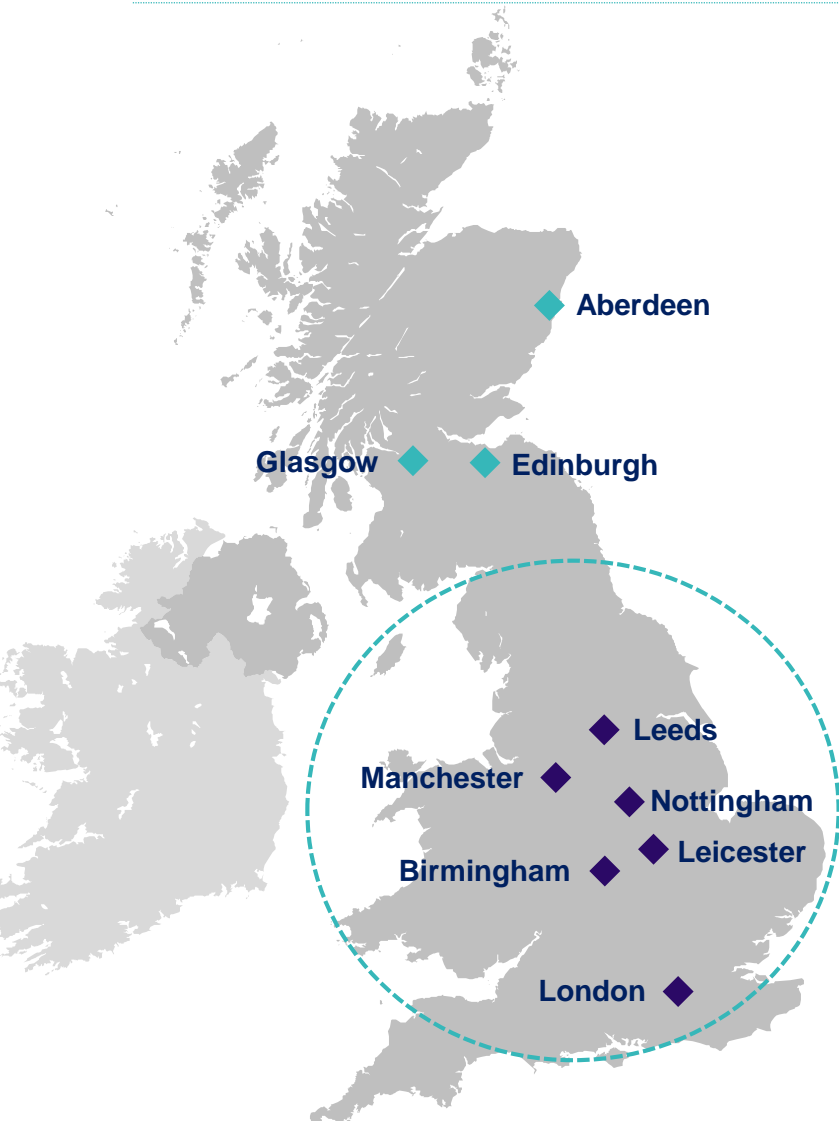 Aberdeen
Glasgow
Edinburgh
Leeds
Manchester
Nottingham
Leicester
Birmingham
London